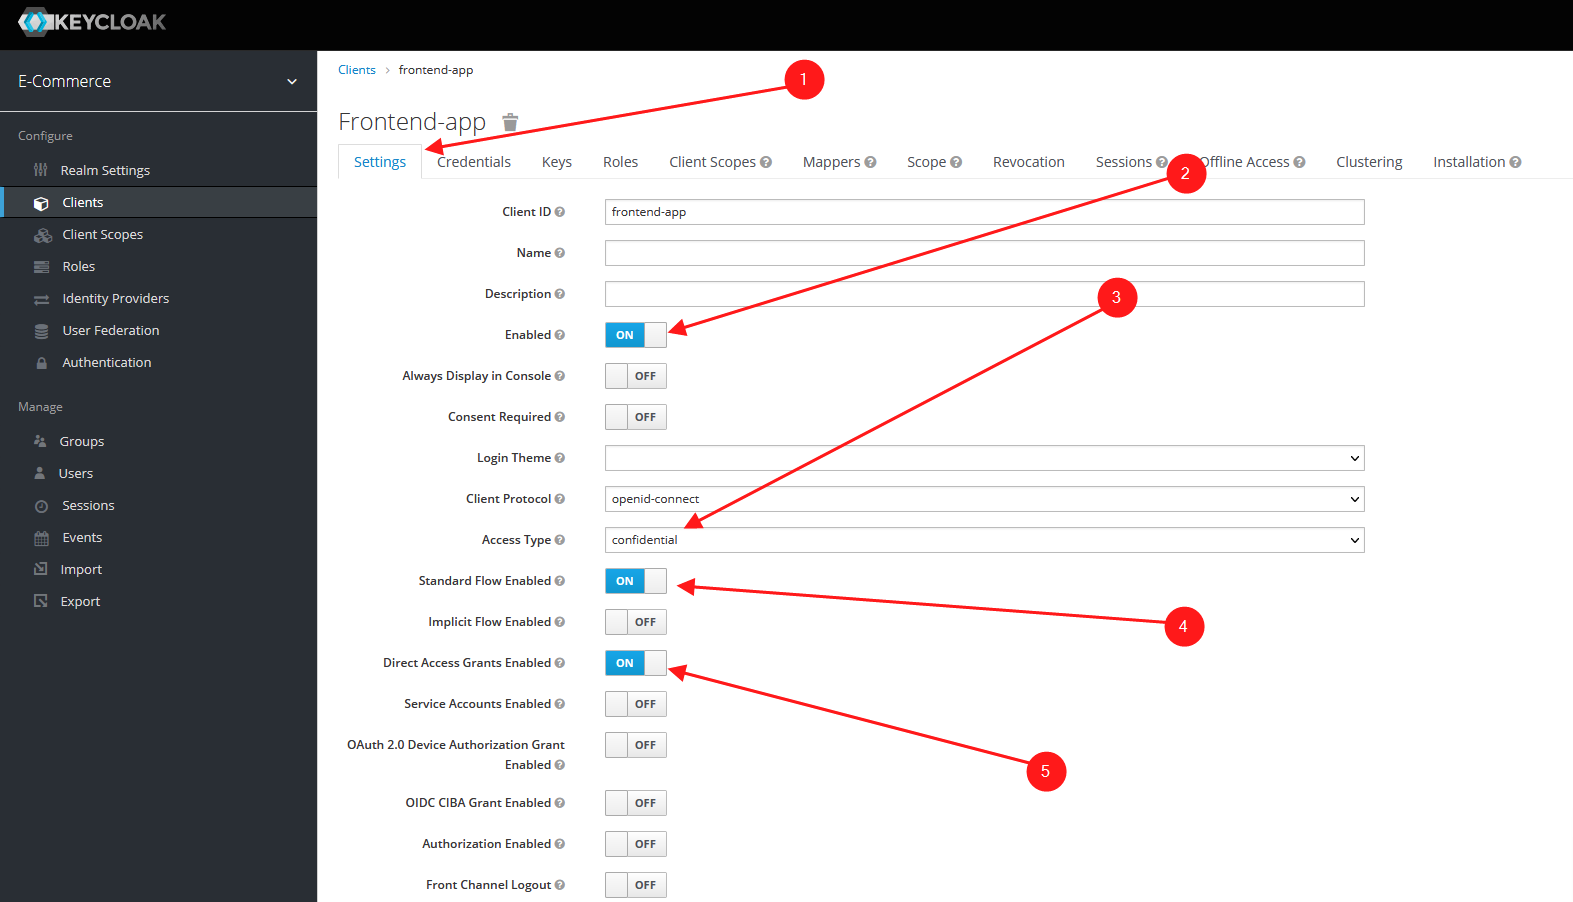 KEYCLOAK
E-Commerce
Configure
Realm Settings
Clients
Client Scopes
Roles
Identity Providers
User Federation
Authentication
Manage
Groups
Users
Sessions
Events
Import
Export
Clients > frontend-app
1
Frontend-app
Settings Credentials Keys Roles Client Scopes Mappers Scope Revocation Sessions Offline Access Clustering Installation
2
Client ID frontend-app
Name
Description
3
Enabled ON
Always Display in Console OFF
Consent Required OFF
Login Theme
Client Protocol openid-connect
Access Type confidential
Standard Flow Enabled ON
4
Implicit Flow Enabled OFF
Direct Access Grants Enabled ON
Service Accounts Enabled OFF
OAuth 2.0 Device Authorization Grant
Enabled OFF
5
OIDC CIBA Grant Enabled OFF
Authorization Enabled OFF
Front Channel Logout OFF